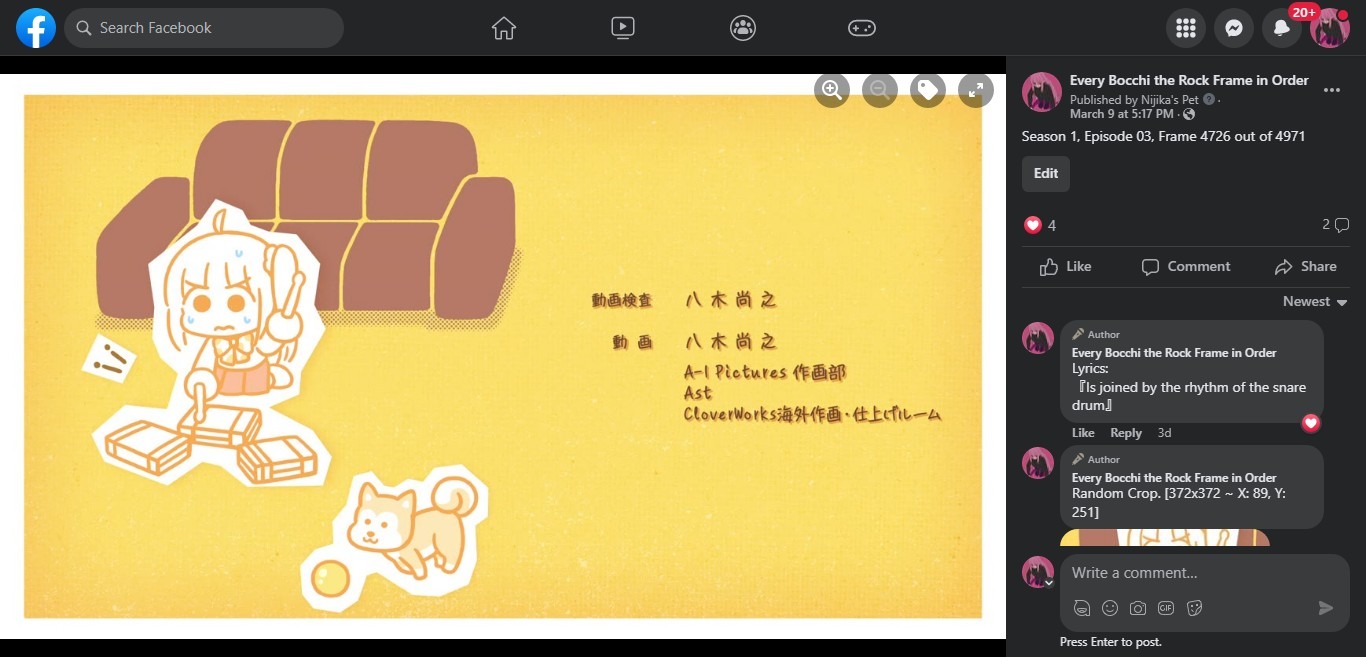 Search Facebook
20+
動画検査 八木尚之
動画 八木尚之
A-1 Pictures 作画部
Ast
CloverWorks海外作画・仕上げルーム
!!
Every Bocchi the Rock Frame in Order
Published by Nijika's Pet
March 9 at 5:17 PM ·
Season 1, Episode 03, Frame 4726 out of 4971
Edit
4
2
Like Comment Share
Newest
Author
Every Bocchi the Rock Frame in Order
Lyrics:
『Is joined by the rhythm of the snare
drum』
Like Reply 3d
Author
Every Bocchi the Rock Frame in Order
Random Crop. [372x372 ~ X: 89, Y:
251]
Write a comment...
GIF
Press Enter to post.